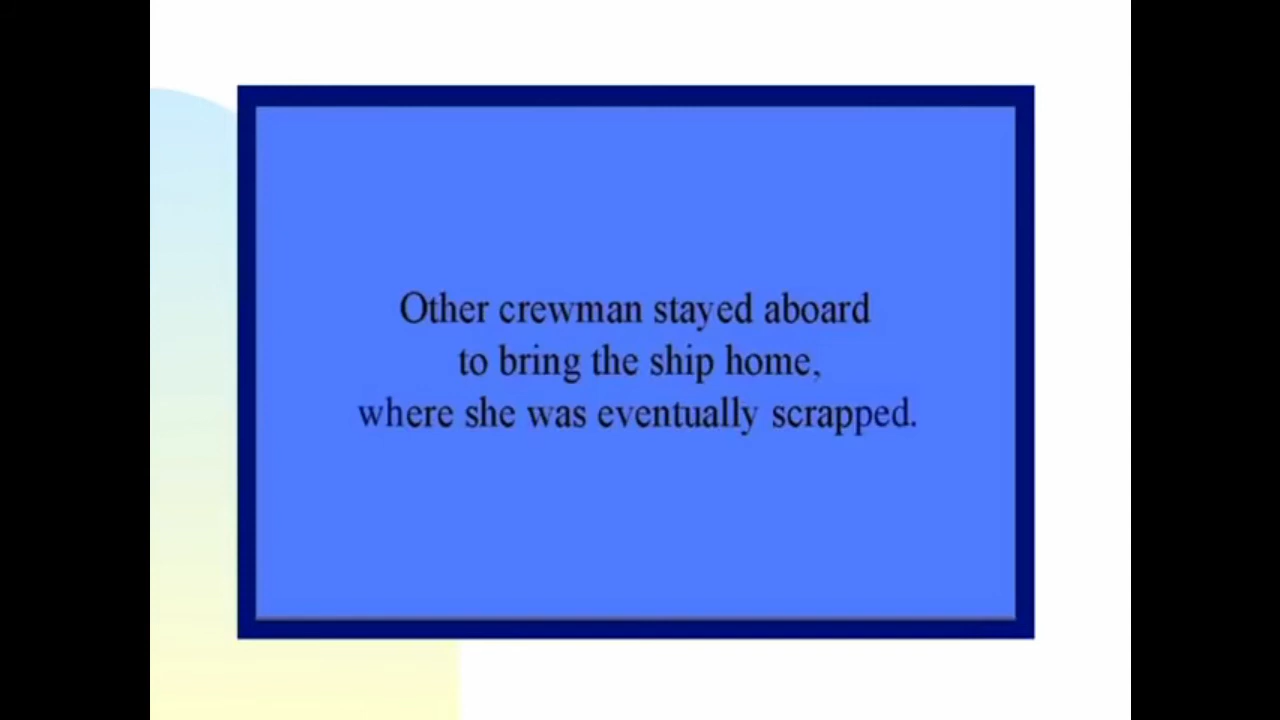 Other crewman stayed aboard
to bring the ship home,
where she was eventually scrapped.